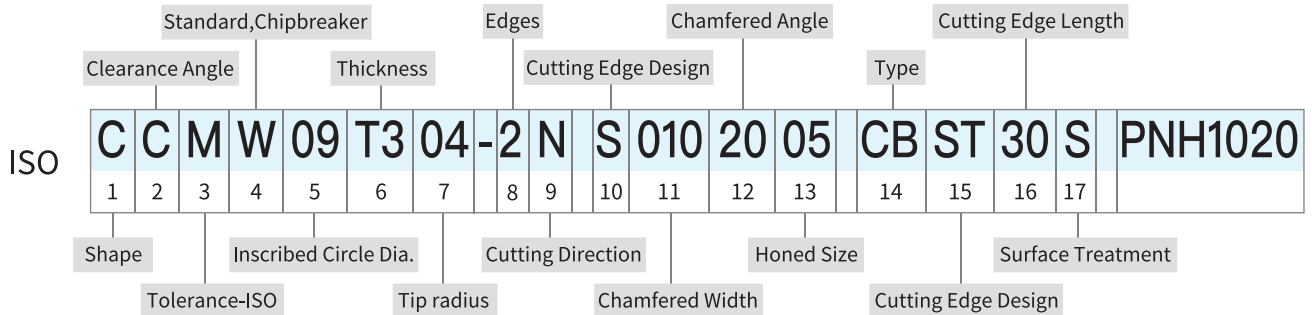 Standard,Chipbreaker Edges Chamfered Angle Cutting Edge Length
Clearance Angle Thickness Cutting Edge Design Type
ISO C C M W 09 T3 04 - 2 N S 010 20 05 CB ST 30 S PNH1020
1 2 3 4 5 6 7 8 9 10 11 12 13 14 15 16 17
Shape Inscribed Circle Dia. Cutting Direction Honed Size Surface Treatment
Tolerance-ISO Tip radius Chamfered Width Cutting Edge Design